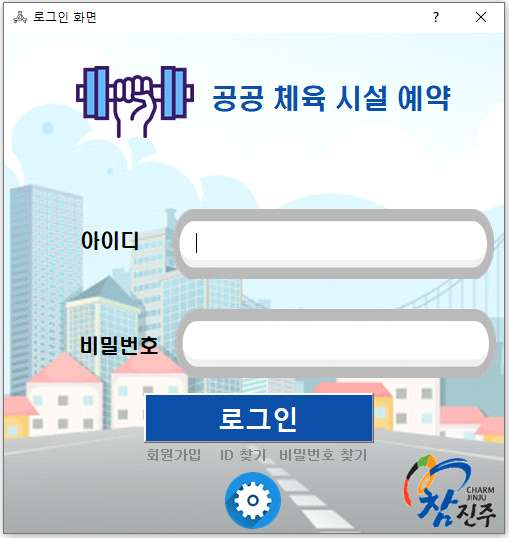 로그인 화면
공공 체육 시설 예약
아이디
비밀번호
로그인
회원가입 ID 찾기 비밀번호 찾기
CHARM
JINJU
참진주